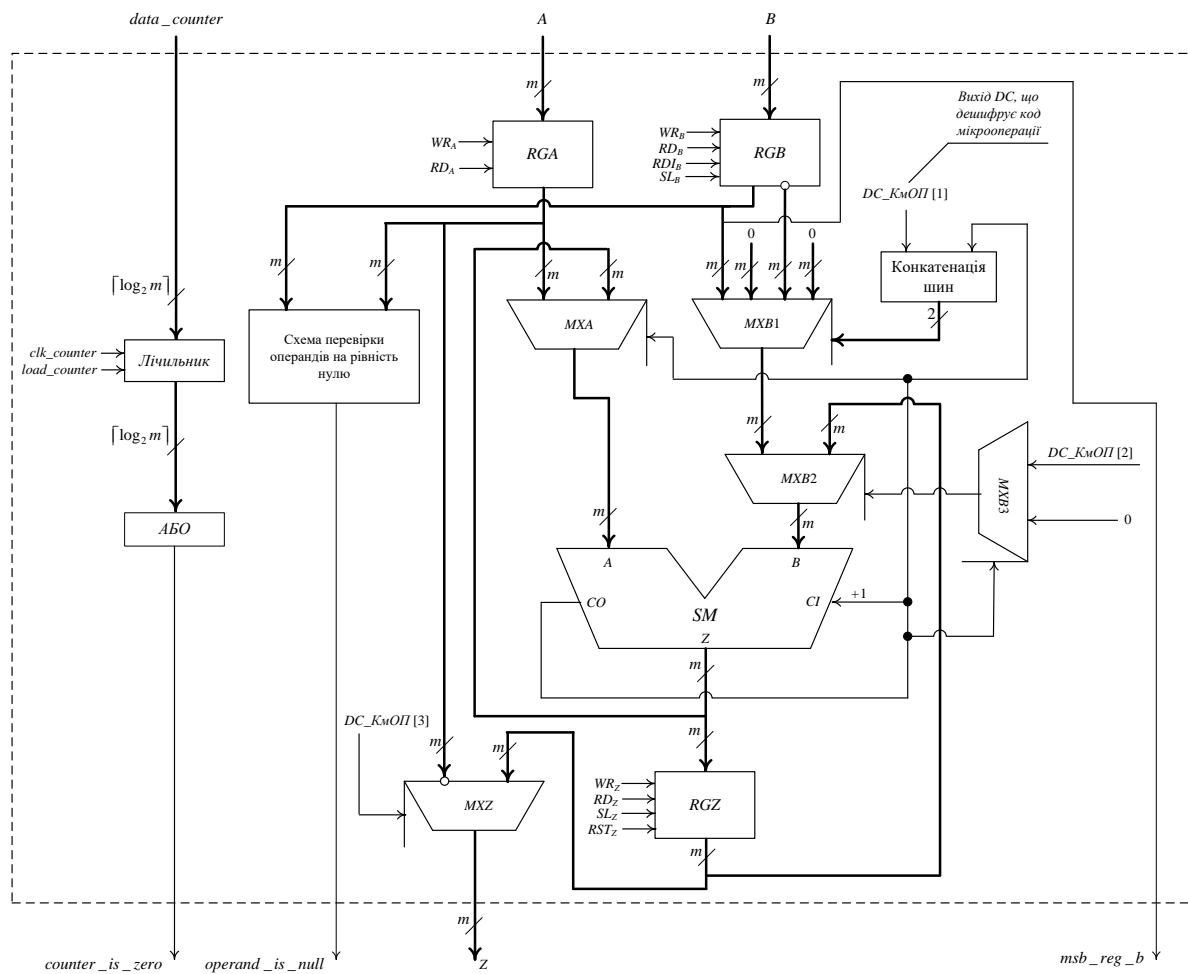 data_counter
A
B
m
m
Вихід DC, що
дешифрує код
мікрооперації
WR_A
RD_A
RGA
WR_B
RD_B
RDI_B
SL_B
RGB
DC_КмОП [1]
0
0
m
m
m
m
m
m
m
m
Конкатенація
шин
⌈log₂ m⌉
2
MXA
MXB1
Схема перевірки
операндів на рівність
нулю
clk_counter
load_counter
Лічильник
⌈log₂ m⌉
m
m
DC_КмОП [2]
MXB2
MXB3
m
m
0
АБО
A
B
CO
CI
+1
SM
Z
m
DC_КмОП [3]
m
m
m
WR_Z
RD_Z
SL_Z
RST_Z
RGZ
MXZ
m
m
counter_is_zero
operand_is_null
Z
msb_reg_b